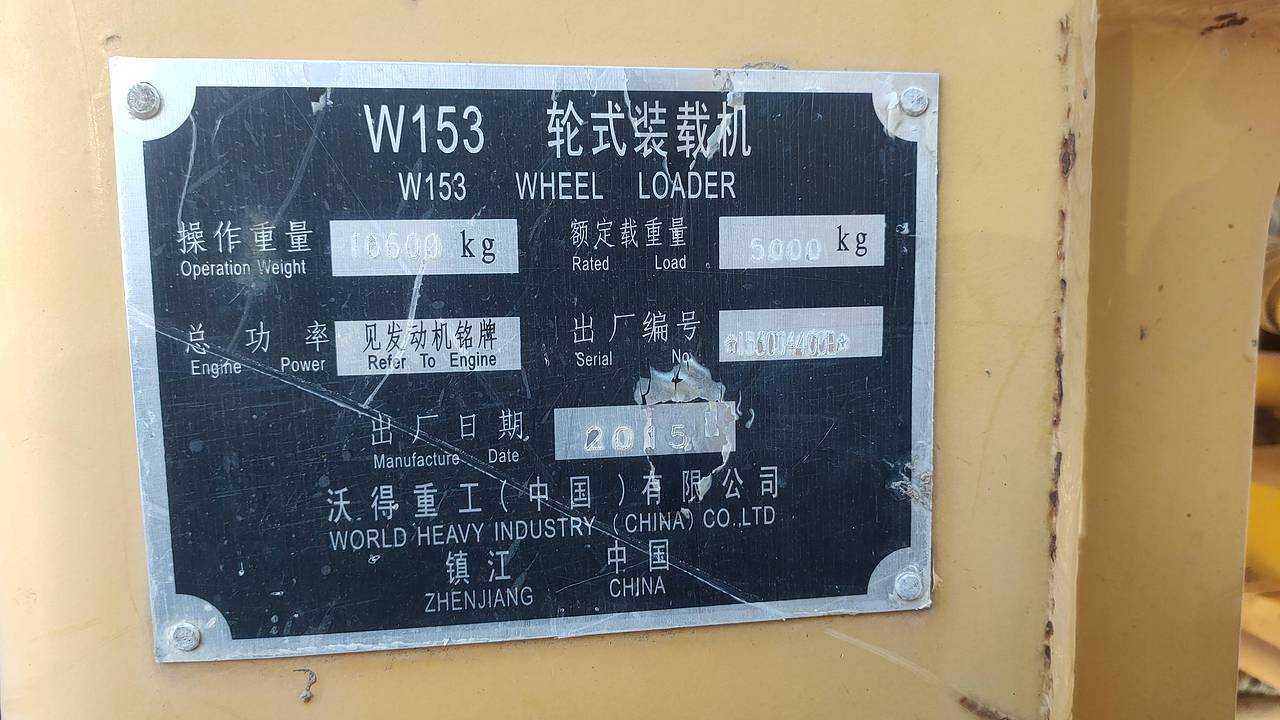 W153 轮式装载机
W153 WHEEL LOADER
操作重量 16600 kg 额定载重量 5000 kg
Operation Weight Rated Load
总功率 见发动机铭牌 出厂编号
Engine Power Refer To Engine Serial No
出厂日期 2015
Manufacture Date
沃得重工(中国)有限公司
WORLD HEAVY INDUSTRY (CHINA) CO.,LTD
镇江 中国
ZHENJIANG CHINA